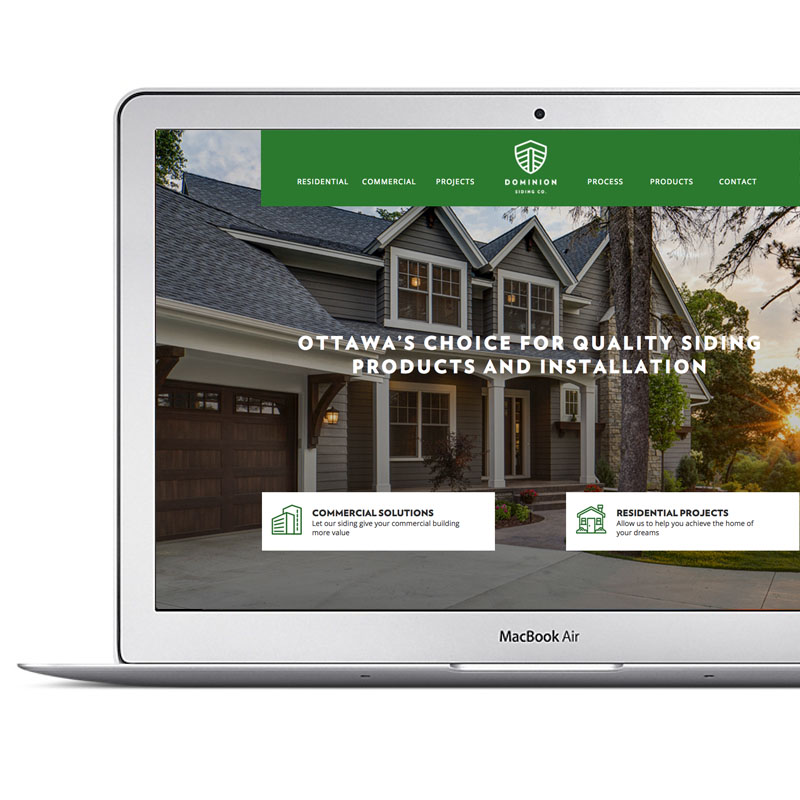 RESIDENTIAL COMMERCIAL PROJECTS
DOMINION
SIDING CO.
PROCESS PRODUCTS CONTACT
OTTAWA'S CHOICE FOR QUALITY SIDING
PRODUCTS AND INSTALLATION
COMMERCIAL SOLUTIONS
Let our siding give your commercial building
more value
RESIDENTIAL PROJECTS
Allow us to help you achieve the home of
your dreams
MacBook Air